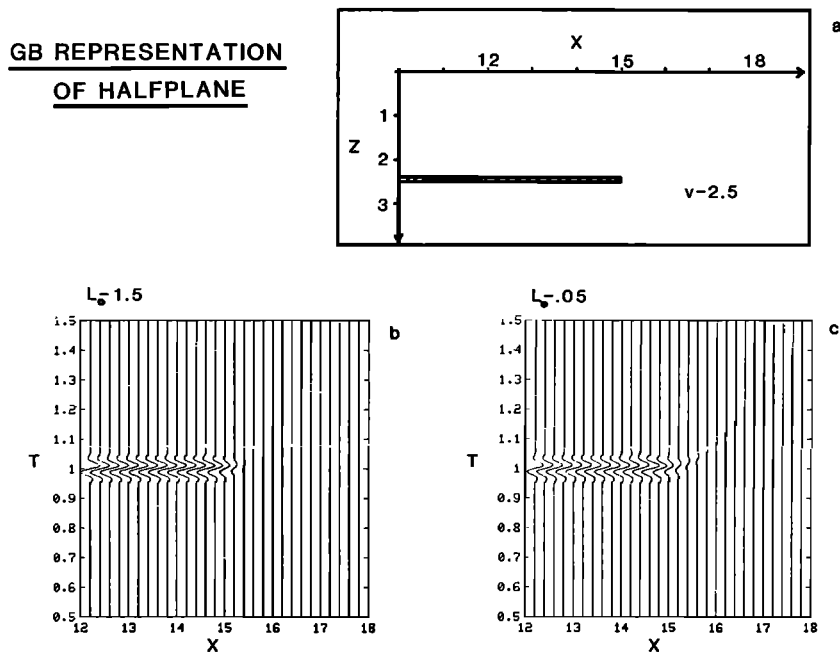 GB REPRESENTATION
OF HALFPLANE
a
X
12 15 18
1
2
Z
3
v-2.5
L₀-1.5
b
1.5
1.4
1.3
1.2
1.1
T
1
0.9
0.8
0.7
0.6
0.5
12 13 14 15 16 17 18
X
L₀-.05
c
1.5
1.4
1.3
1.2
1.1
T
1
0.9
0.8
0.7
0.6
0.5
12 13 14 15 16 17 18
X